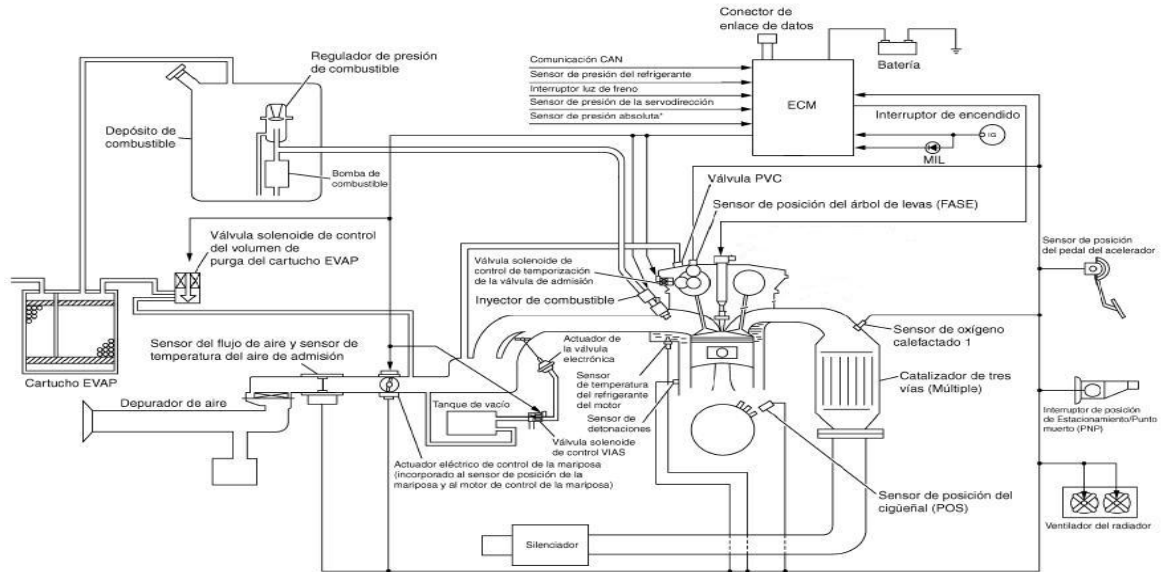 Conector de
enlace de datos
Regulador de presión
de combustible
Comunicación CAN
Sensor de presión del refrigerante
Interruptor luz de freno
Sensor de presión de la servodirección
Sensor de presión absoluta*
ECM
Batería
Interruptor de encendido
IG
MIL
Depósito de
combustible
Bomba de
combustible
Válvula PVC
Sensor de posición del árbol de levas (FASE)
Válvula solenoide de control
del volumen de
purga del cartucho EVAP
Válvula solenoide de
control de temporización
de la válvula de admisión
Inyector de combustible
Sensor de posición
del pedal del acelerador
Sensor del flujo de aire y sensor de
temperatura del aire de admisión
Actuador de
la válvula
electrónica
Sensor de oxígeno
calefactado 1
Cartucho EVAP
Sensor
de temperatura
del refrigerante
del motor
Catalizador de tres
vías (Múltiple)
Depurador de aire
Tanque de vacío
Sensor de
detonaciones
Interruptor de posición
de Estacionamiento/Punto
muerto (PNP)
Válvula solenoide
de control VIAS
Actuador eléctrico de control de la mariposa
(incorporado al sensor de posición de la
mariposa y al motor de control de la mariposa)
Sensor de posición del
cigüeñal (POS)
Ventilador del radiador
Silenciador